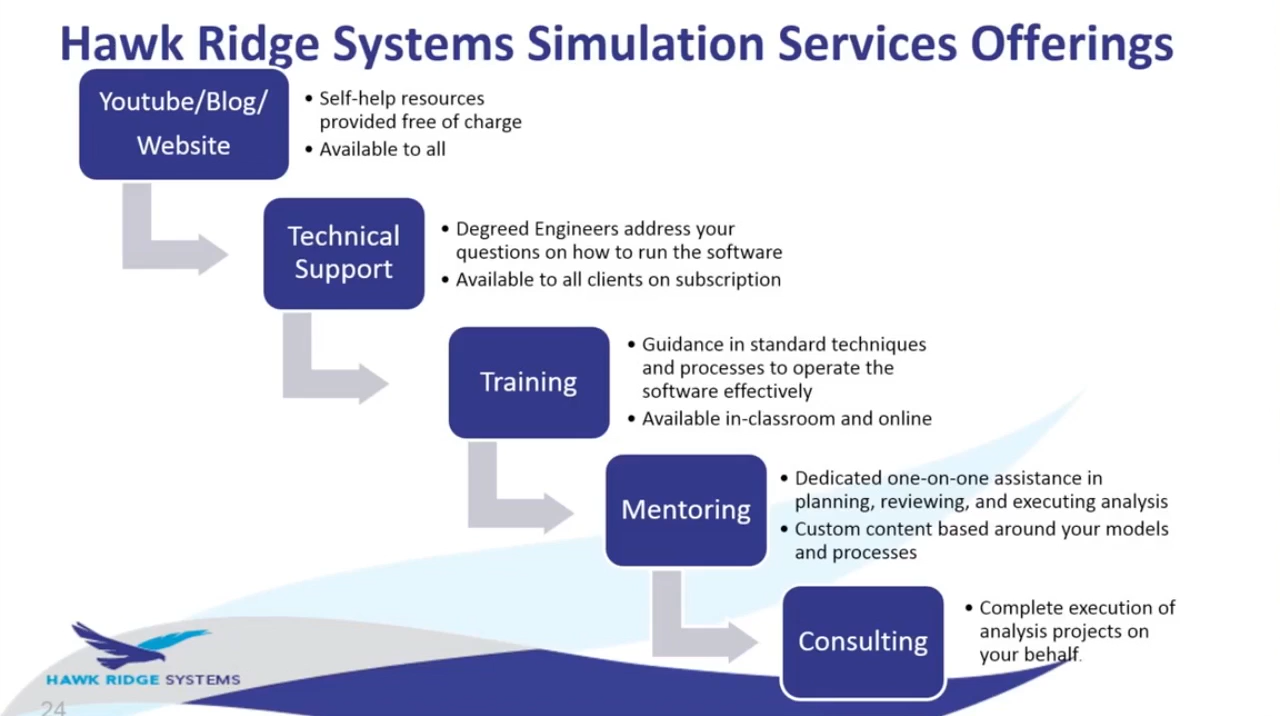 Hawk Ridge Systems Simulation Services Offerings
Youtube/Blog/
Website
• Self-help resources
provided free of charge
• Available to all
Technical
Support
• Degreed Engineers address your
questions on how to run the software
• Available to all clients on subscription
Training
• Guidance in standard techniques
and processes to operate the
software effectively
• Available in-classroom and online
Mentoring
• Dedicated one-on-one assistance in
planning, reviewing, and executing analysis
• Custom content based around your models
and processes
Consulting
• Complete execution of
analysis projects on
your behalf.
HAWK RIDGE SYSTEMS
24